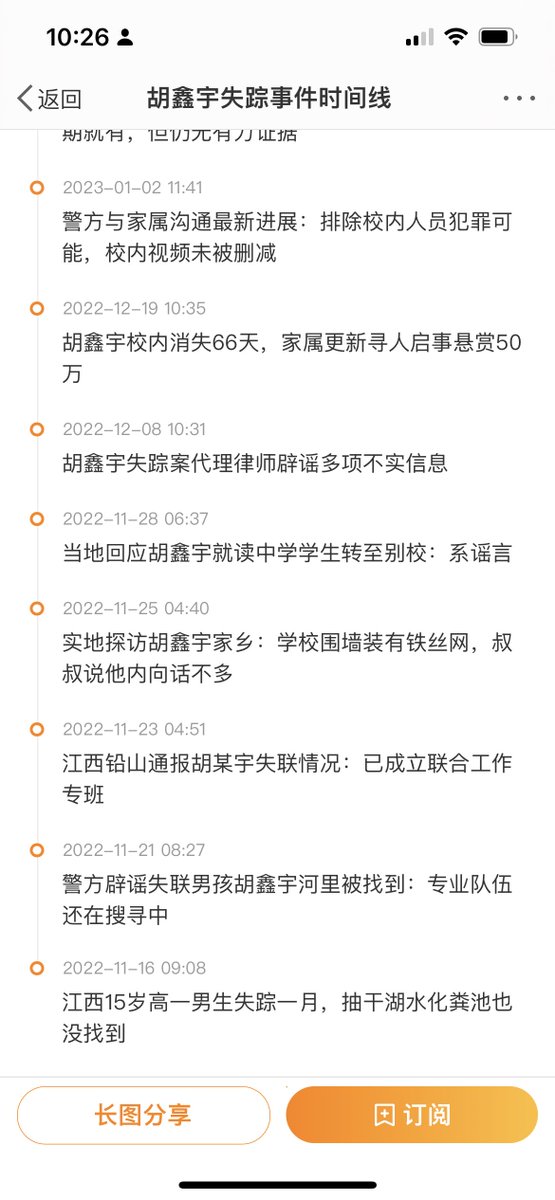 10:26
返回
胡鑫宇失踪事件时间线
期就有，但仍无有力证据
2023-01-02 11:41
警方与家属沟通最新进展：排除校内人员犯罪可
能，校内视频未被删减
2022-12-19 10:35
胡鑫宇校内消失66天，家属更新寻人启事悬赏50
万
2022-12-08 10:31
胡鑫宇失踪案代理律师辟谣多项不实信息
2022-11-28 06:37
当地回应胡鑫宇就读中学学生转至别校：系谣言
2022-11-25 04:40
实地探访胡鑫宇家乡：学校围墙装有铁丝网，叔
叔说他内向话不多
2022-11-23 04:51
江西铅山通报胡某宇失联情况：已成立联合工作
专班
2022-11-21 08:27
警方辟谣失联男孩胡鑫宇河里被找到：专业队伍
还在搜寻中
2022-11-16 09:08
江西15岁高一男生失踪一月，抽干湖水化粪池也
没找到
长图分享
订阅